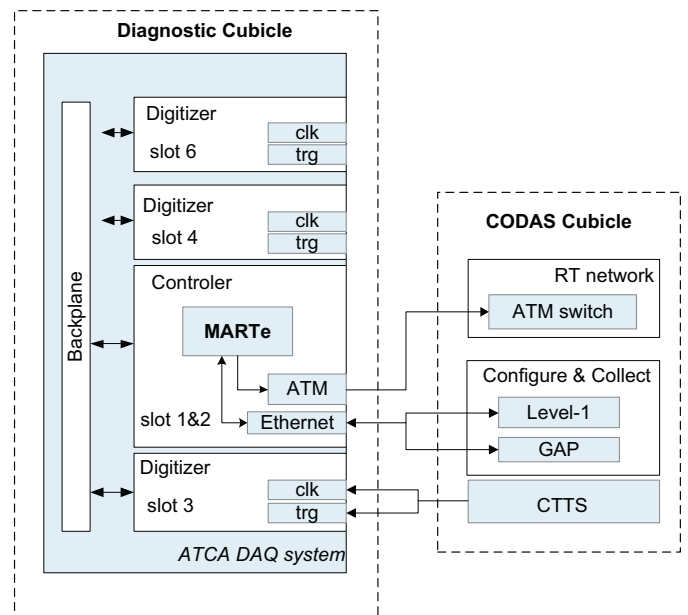 Diagnostic Cubicle
Backplane
Digitizer
slot 6
clk
trg
Digitizer
slot 4
clk
trg
Controler
MARTe
ATM
Ethernet
slot 1&2
Digitizer
slot 3
clk
trg
ATCA DAQ system
CODAS Cubicle
RT network
ATM switch
Configure & Collect
Level-1
GAP
CTTS